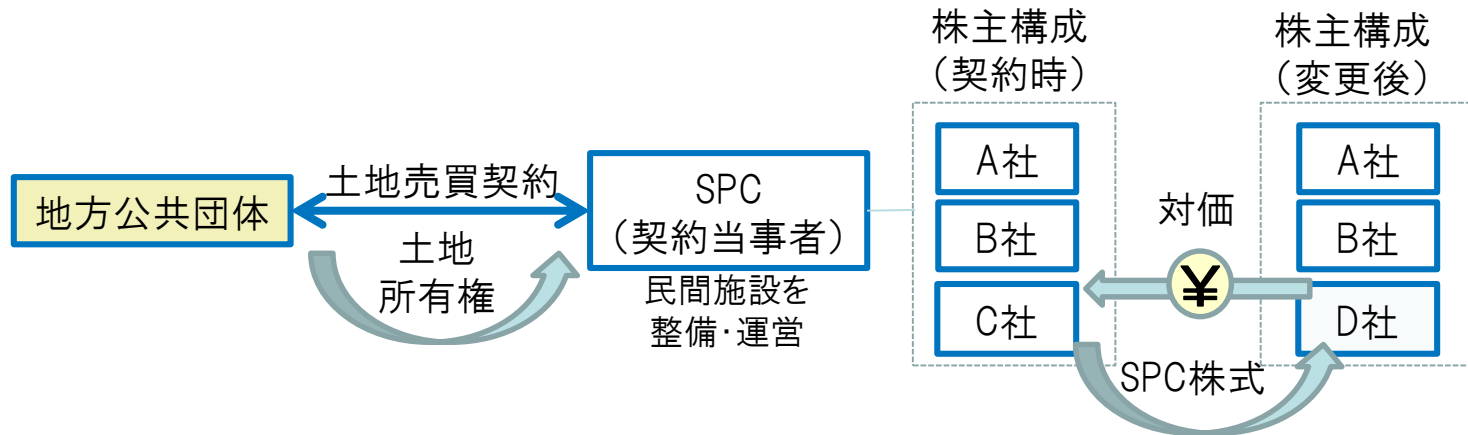 地方公共団体
土地売買契約
土地
所有権
SPC
（契約当事者）
民間施設を
整備・運営
株主構成
（契約時）
A社
B社
C社
対価
¥
SPC株式
株主構成
（変更後）
A社
B社
D社